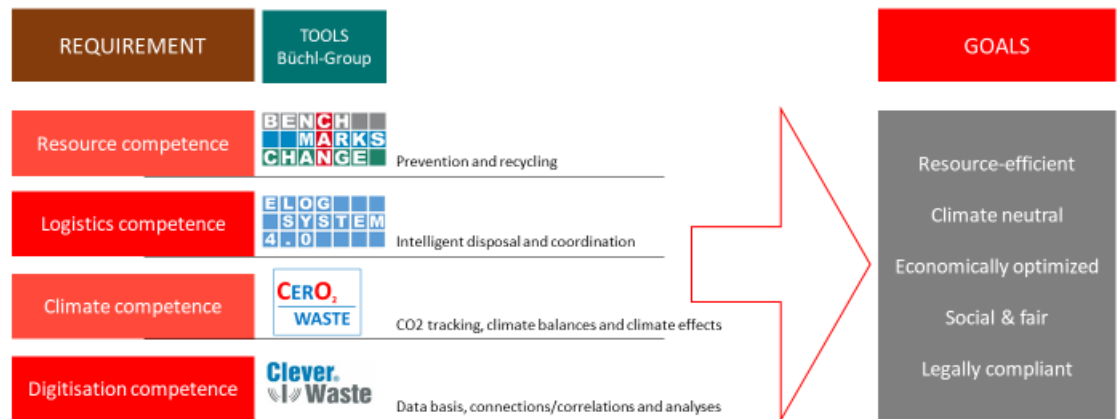 REQUIREMENT
TOOLS
Büchl-Group
GOALS
Resource competence
BENCH
MARKS
CHANGE
Prevention and recycling
Logistics competence
ELOG
SYSTEM
4.0
Intelligent disposal and coordination
Climate competence
CERO2
WASTE
CO2 tracking, climate balances and climate effects
Digitisation competence
Clever
Waste
Data basis, connections/correlations and analyses
Resource-efficient
Climate neutral
Economically optimized
Social & fair
Legally compliant